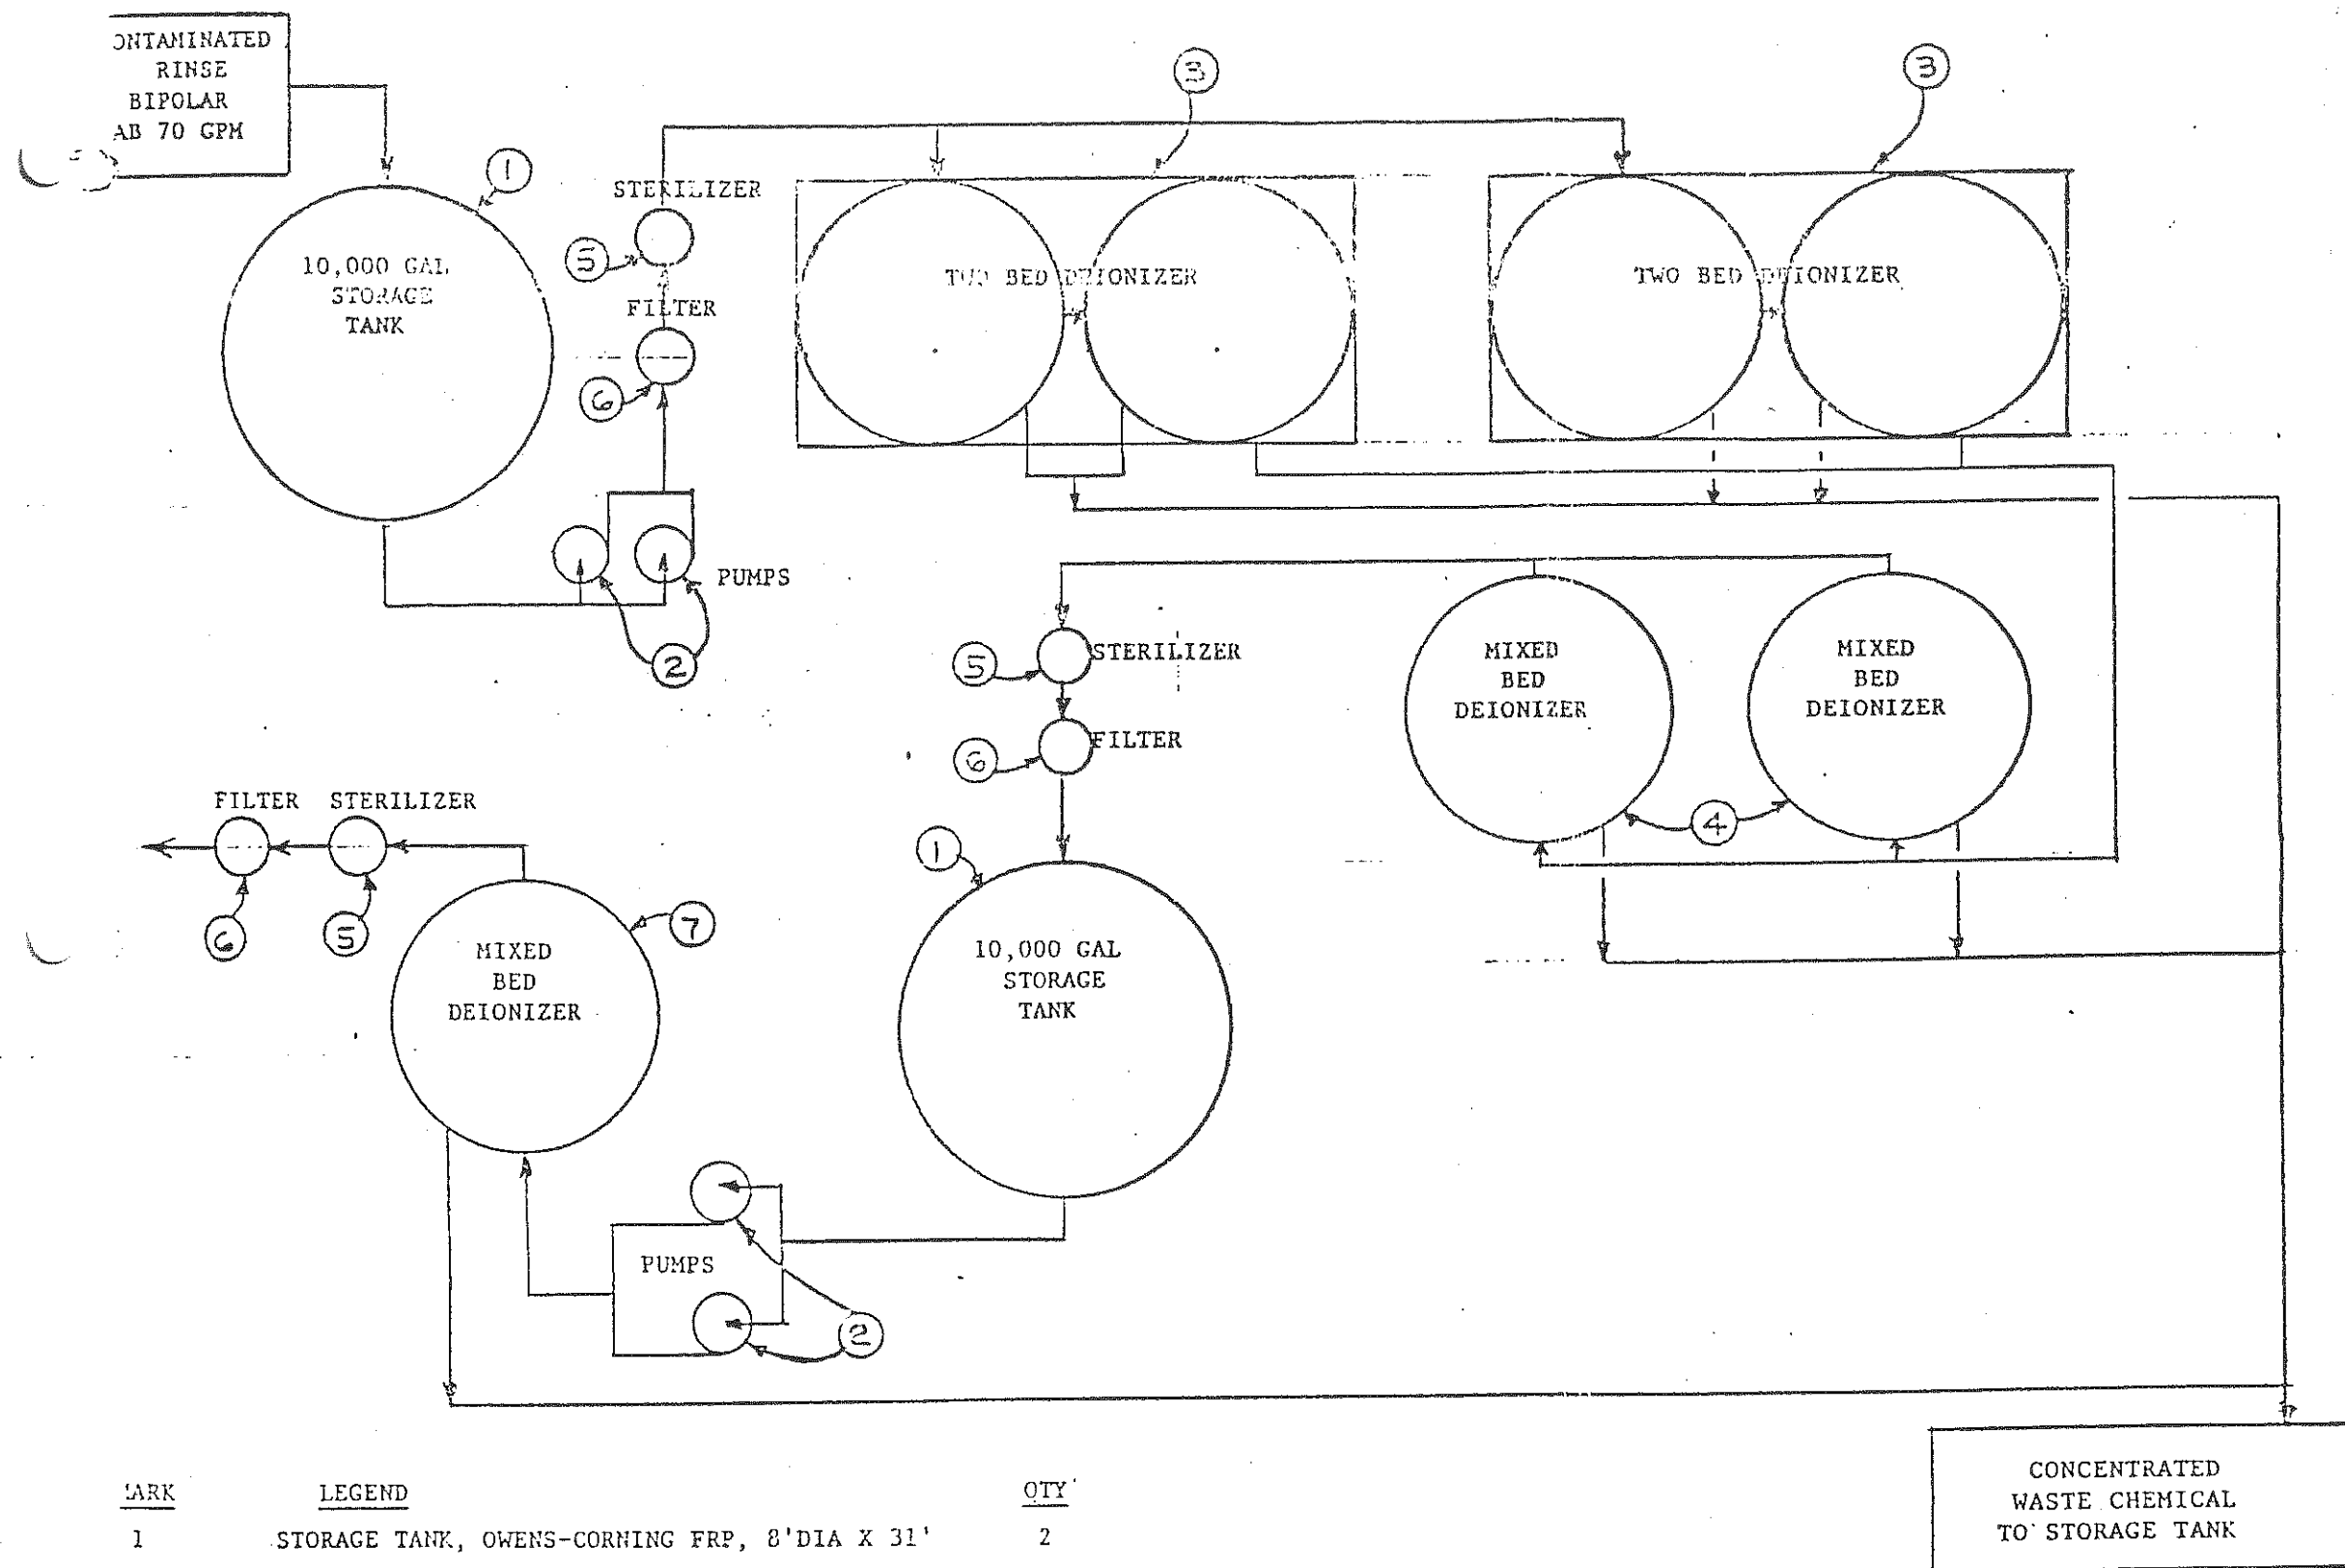 ONTAMINATED
RINSE
BIPOLAR
AB 70 GPM
3
3
1
STERILIZER
5
10,000 GAL
STORAGE
TANK
FILTER
6
TWO BED DEIONIZER
TWO BED DEIONIZER
PUMPS
2
5
STERILIZER
6
FILTER
MIXED
BED
DEIONIZER
MIXED
BED
DEIONIZER
4
FILTER STERILIZER
6
5
7
MIXED
BED
DEIONIZER
1
10,000 GAL
STORAGE
TANK
PUMPS
2
CONCENTRATED
WASTE CHEMICAL
TO STORAGE TANK
ARK LEGEND QTY
1 STORAGE TANK, OWENS-CORNING FRP, 8'DIA X 31' 2